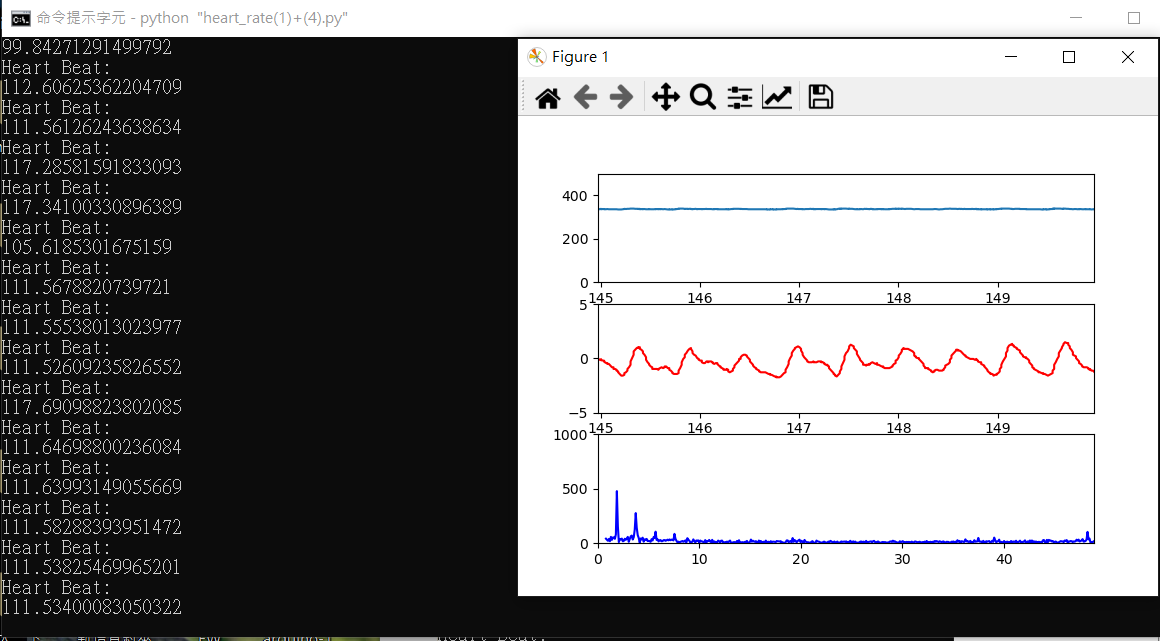 命令提示字元 - python "heart_rate(1)+(4).py"
99.84271291499792
Heart Beat:
112.60625362204709
Heart Beat:
111.56126243638634
Heart Beat:
117.28581591833093
Heart Beat:
117.34100330896389
Heart Beat:
105.6185301675159
Heart Beat:
111.5678820739721
Heart Beat:
111.55538013023977
Heart Beat:
111.52609235826552
Heart Beat:
117.69098823802085
Heart Beat:
111.64698800236084
Heart Beat:
111.63993149055669
Heart Beat:
111.58288393951472
Heart Beat:
111.53825469965201
Heart Beat:
111.53400083050322
Figure 1
400
200
0
145 146 147 148 149
5
0
−5
145 146 147 148 149
1000
500
0
0 10 20 30 40
Heart Beat: